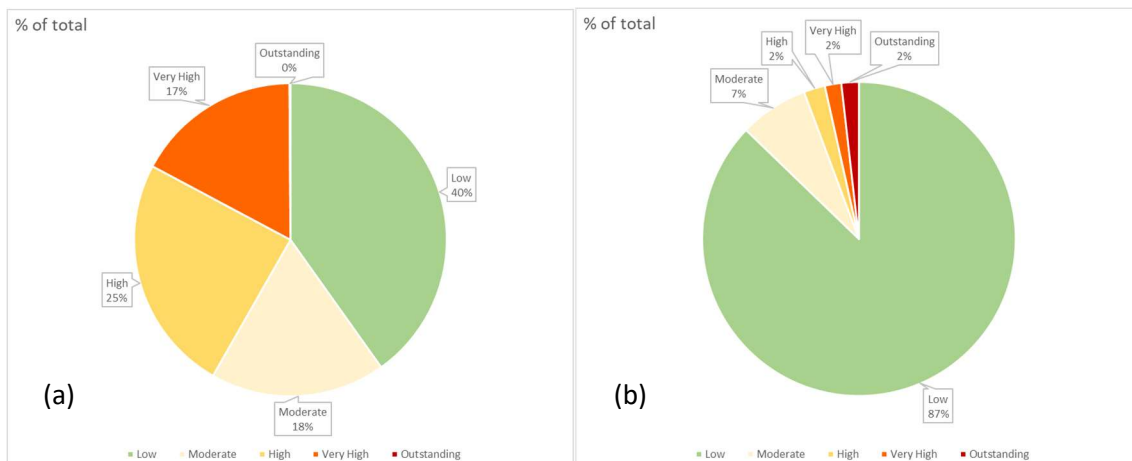 % of total
Outstanding
0%
Very High
17%
Low
40%
High
25%
Moderate
18%
(a)
Low Moderate High Very High Outstanding
% of total
Very High
2%
Outstanding
2%
High
2%
Moderate
7%
Low
87%
(b)
Low Moderate High Very High Outstanding